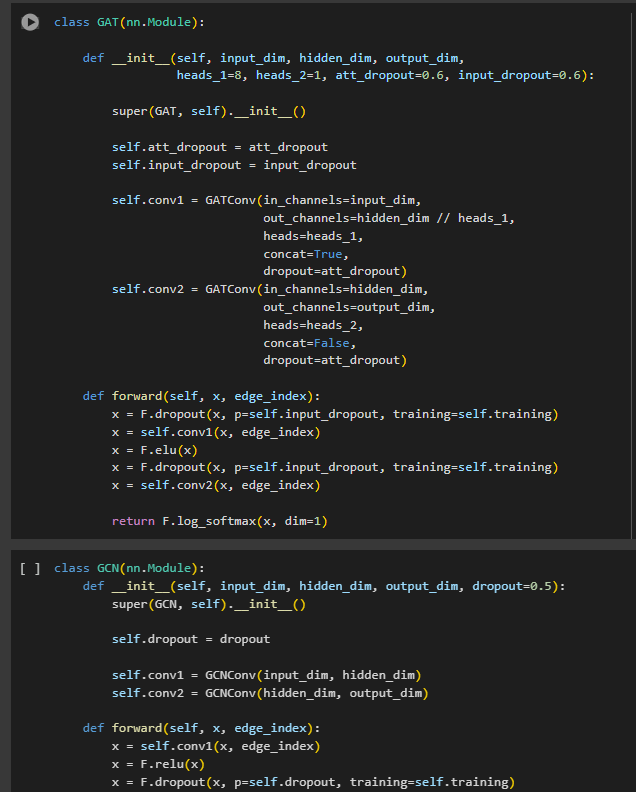 class GAT(nn.Module):
def __init__(self, input_dim, hidden_dim, output_dim,
heads_1=8, heads_2=1, att_dropout=0.6, input_dropout=0.6):
super(GAT, self).__init__()
self.att_dropout = att_dropout
self.input_dropout = input_dropout
self.conv1 = GATConv(in_channels=input_dim,
out_channels=hidden_dim // heads_1,
heads=heads_1,
concat=True,
dropout=att_dropout)
self.conv2 = GATConv(in_channels=hidden_dim,
out_channels=output_dim,
heads=heads_2,
concat=False,
dropout=att_dropout)
def forward(self, x, edge_index):
x = F.dropout(x, p=self.input_dropout, training=self.training)
x = self.conv1(x, edge_index)
x = F.elu(x)
x = F.dropout(x, p=self.input_dropout, training=self.training)
x = self.conv2(x, edge_index)
return F.log_softmax(x, dim=1)
[ ] class GCN(nn.Module):
def __init__(self, input_dim, hidden_dim, output_dim, dropout=0.5):
super(GCN, self).__init__()
self.dropout = dropout
self.conv1 = GCNConv(input_dim, hidden_dim)
self.conv2 = GCNConv(hidden_dim, output_dim)
def forward(self, x, edge_index):
x = self.conv1(x, edge_index)
x = F.relu(x)
x = F.dropout(x, p=self.dropout, training=self.training)